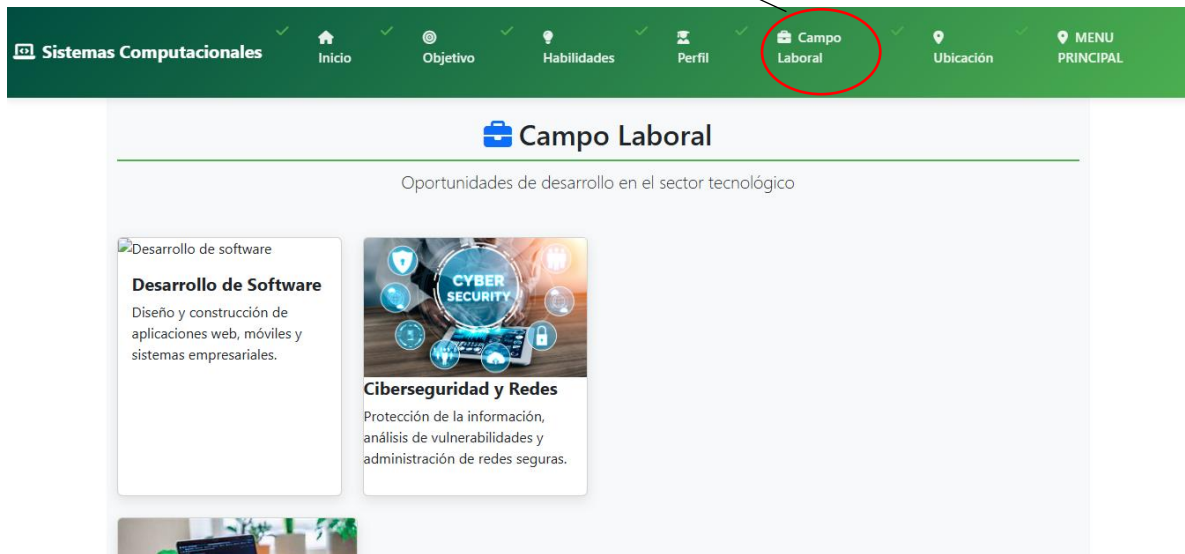 Sistemas Computacionales
Inicio
Objetivo
Habilidades
Perfil
Campo
Laboral
Ubicación
MENU
PRINCIPAL
Campo Laboral
Oportunidades de desarrollo en el sector tecnológico
Desarrollo de software
Desarrollo de Software
Diseño y construcción de
aplicaciones web, móviles y
sistemas empresariales.
CYBER
SECURITY
Ciberseguridad y Redes
Protección de la información,
análisis de vulnerabilidades y
administración de redes seguras.